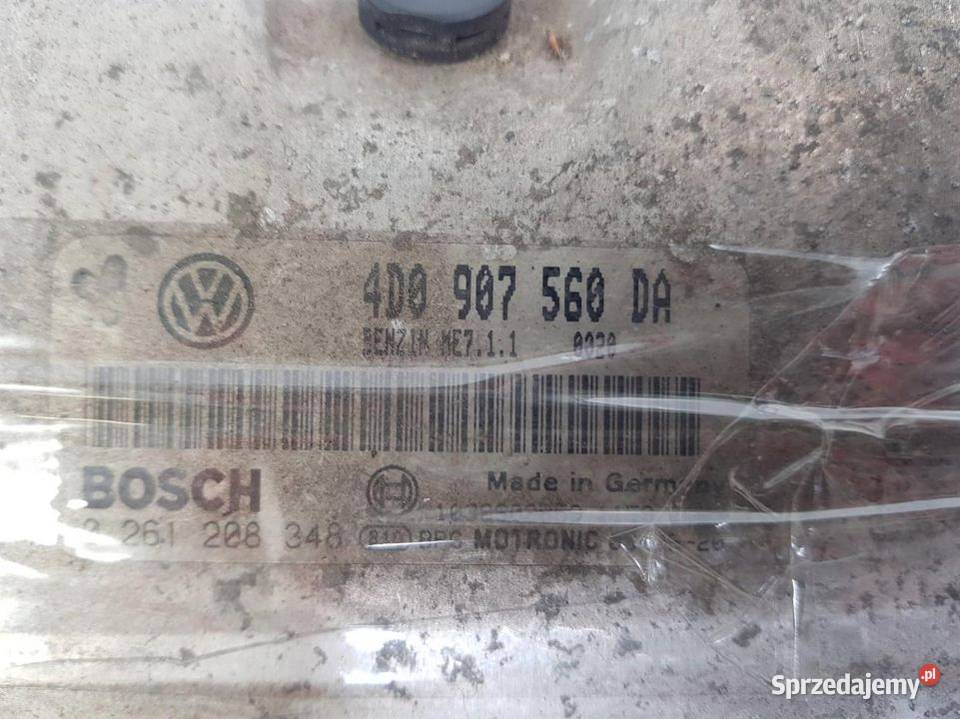 4D0 907 560 DA
BENZIN ME7.1.1 0020
BOSCH
Made in Germany
261 208 348 MOTRONIC
Sprzedajemy.pl